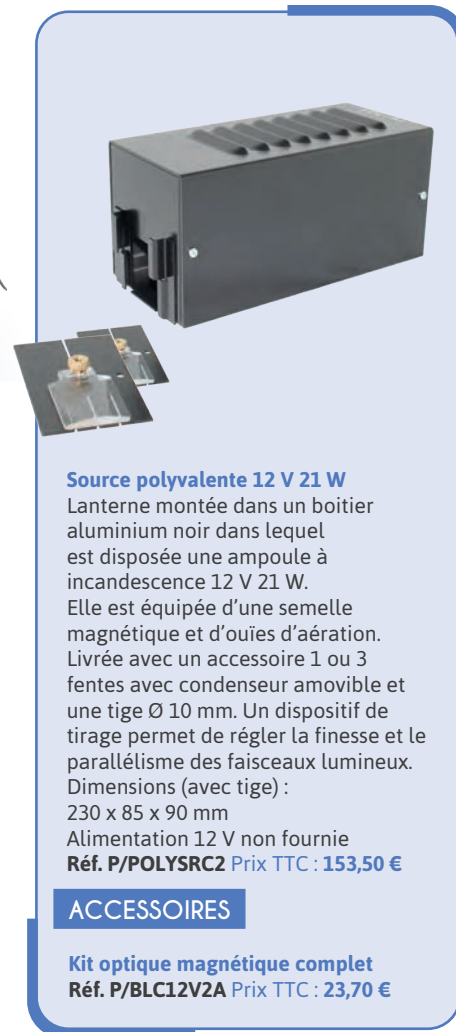 Source polyvalente 12 V 21 W
Lanterne montée dans un boitier
aluminium noir dans lequel
est disposée une ampoule à
incandescence 12 V 21 W.
Elle est équipée d’une semelle
magnétique et d’ouïes d’aération.
Livrée avec un accessoire 1 ou 3
fentes avec condenseur amovible et
une tige Ø 10 mm. Un dispositif de
tirage permet de régler la finesse et le
parallélisme des faisceaux lumineux.
Dimensions (avec tige) :
230 x 85 x 90 mm
Alimentation 12 V non fournie
Réf. P/POLYSRC2 Prix TTC : 153,50 €
ACCESSOIRES
Kit optique magnétique complet
Réf. P/BLC12V2A Prix TTC : 23,70 €